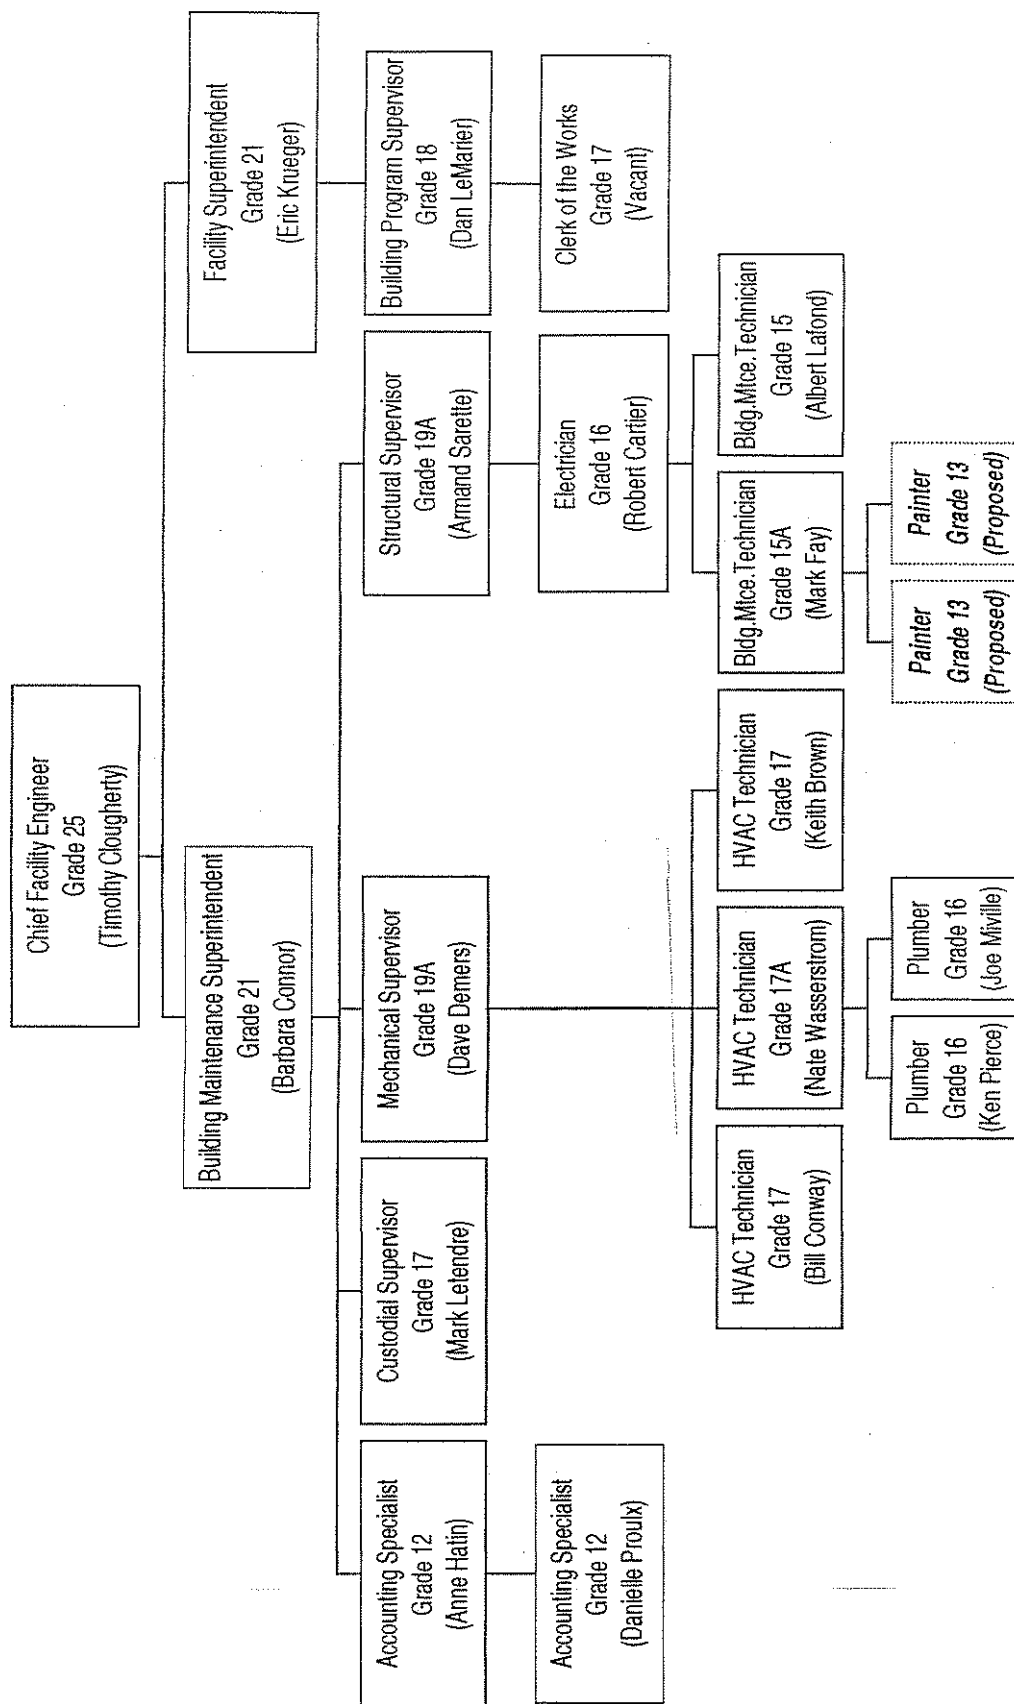 Chief Facility Engineer
Grade 25
(Timothy Clougherty)
Building Maintenance Superintendent
Grade 21
(Barbara Connor)
Facility Superintendent
Grade 21
(Eric Krueger)
Accounting Specialist
Grade 12
(Anne Hatin)
Custodial Supervisor
Grade 17
(Mark Letendre)
Mechanical Supervisor
Grade 19A
(Dave Demers)
Structural Supervisor
Grade 19A
(Armand Sarette)
Building Program Supervisor
Grade 18
(Dan LeMarier)
Accounting Specialist
Grade 12
(Danielle Proulx)
Electrician
Grade 16
(Robert Cartier)
Clerk of the Works
Grade 17
(Vacant)
HVAC Technician
Grade 17
(Bill Conway)
HVAC Technician
Grade 17A
(Nate Wasserstrom)
HVAC Technician
Grade 17
(Keith Brown)
Bldg.Mtce.Technician
Grade 15A
(Mark Fay)
Bldg.Mtce.Technician
Grade 15
(Albert Lafond)
Plumber
Grade 16
(Ken Pierce)
Plumber
Grade 16
(Joe Miville)
Painter
Grade 13
(Proposed)
Painter
Grade 13
(Proposed)